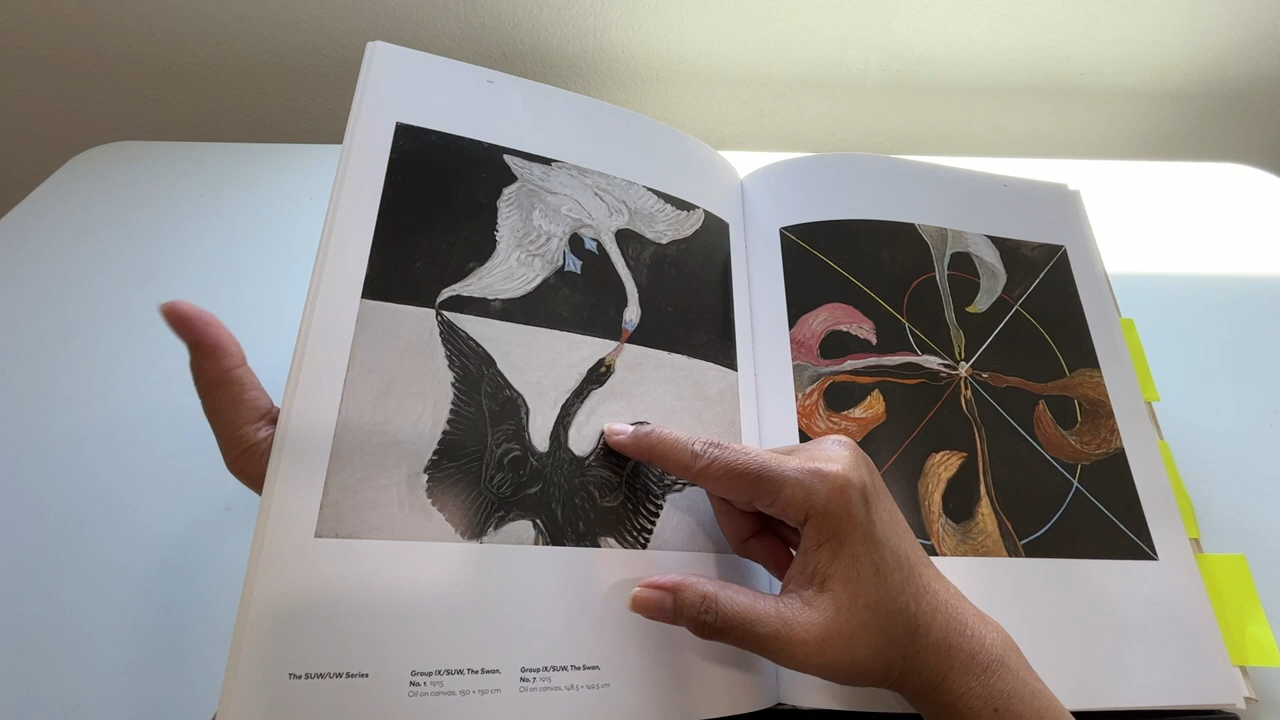 The SUW/UW Series
Group IX/SUW, The Swan,
No. 1. 1915
Oil on canvas, 150 × 150 cm
Group IX/SUW, The Swan,
No. 7. 1915
Oil on canvas, 148.5 × 149.5 cm